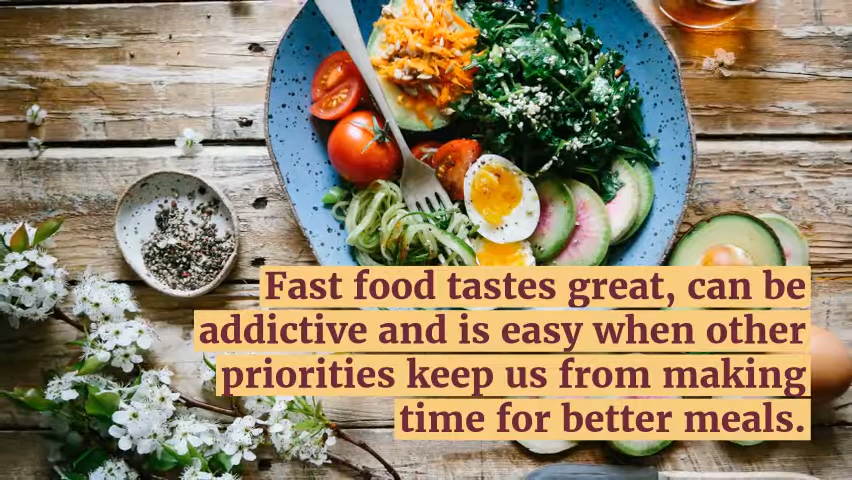 Fast food tastes great, can be
addictive and is easy when other
priorities keep us from making
time for better meals.